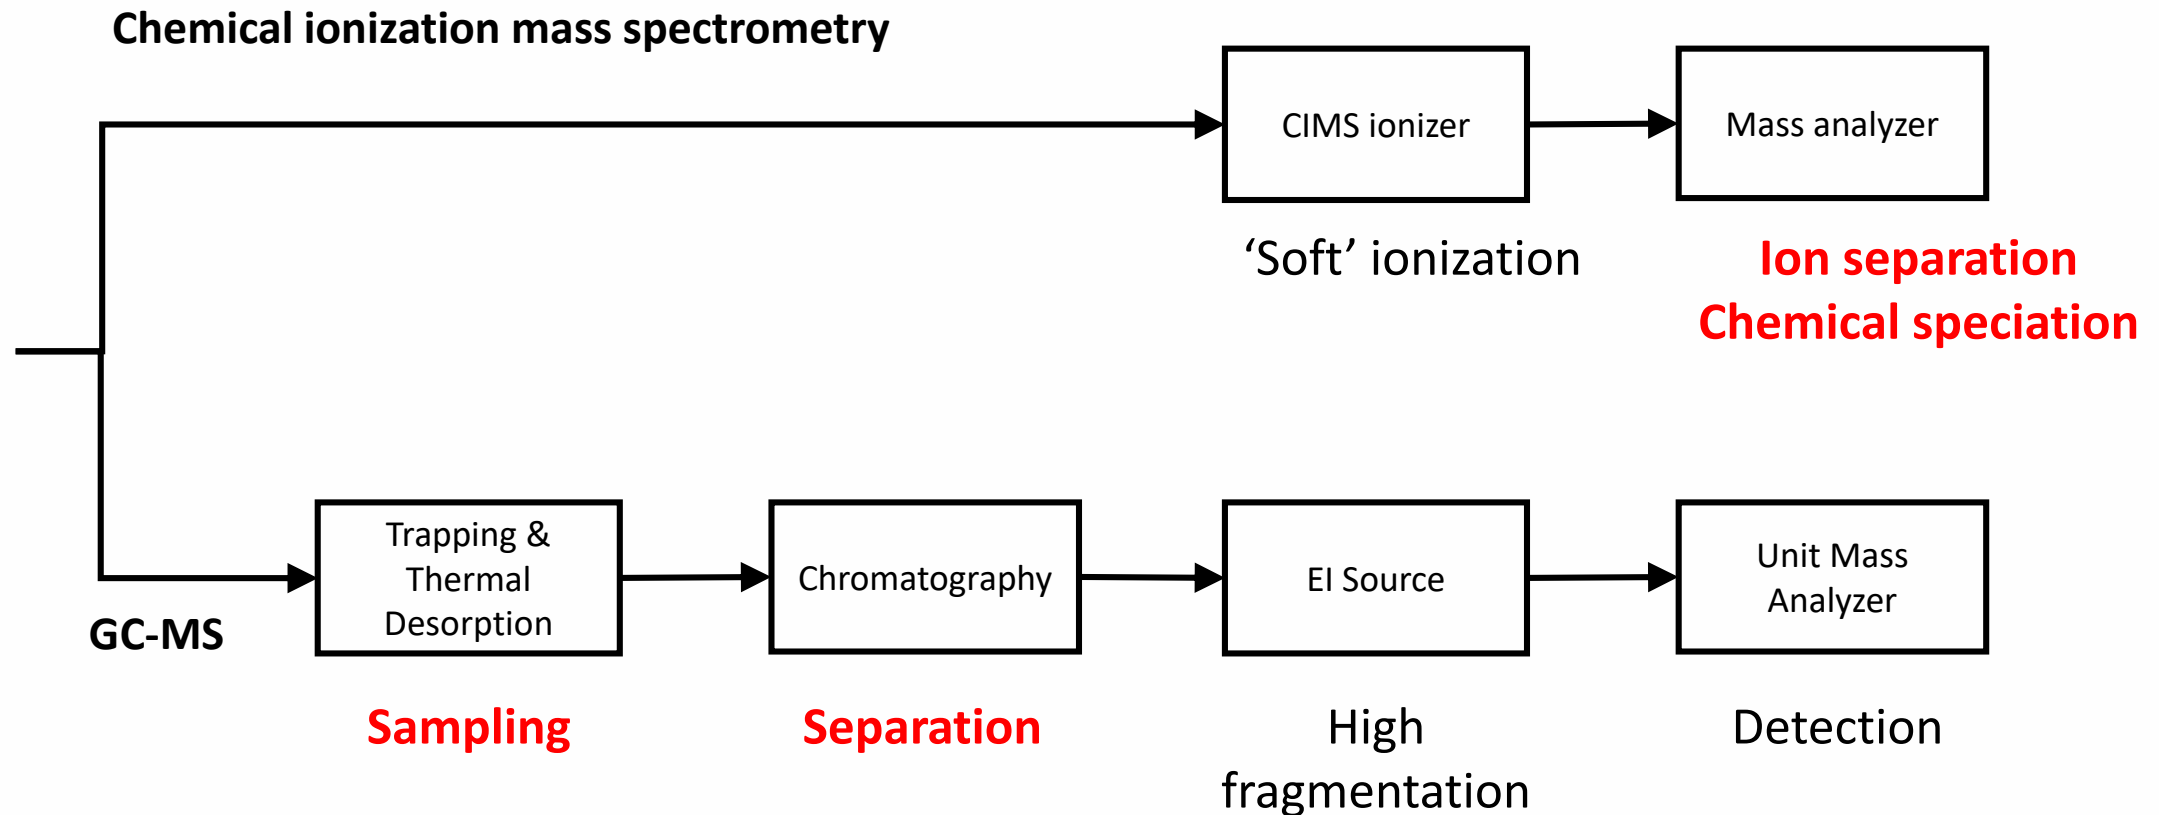 Chemical ionization mass spectrometry
CIMS ionizer
Mass analyzer
‘Soft’ ionization
Ion separation
Chemical speciation
GC-MS
Trapping &
Thermal
Desorption
Chromatography
EI Source
Unit Mass
Analyzer
Sampling
Separation
High
fragmentation
Detection